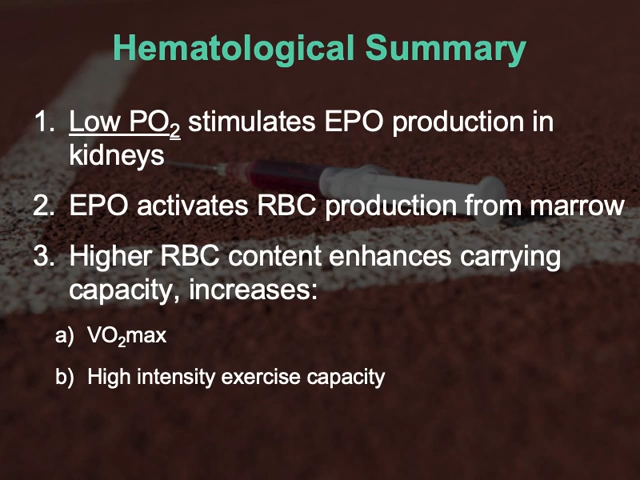 Hematological Summary
1. Low PO₂ stimulates EPO production in
kidneys
2. EPO activates RBC production from marrow
3. Higher RBC content enhances carrying
capacity, increases:
a) VO₂max
b) High intensity exercise capacity